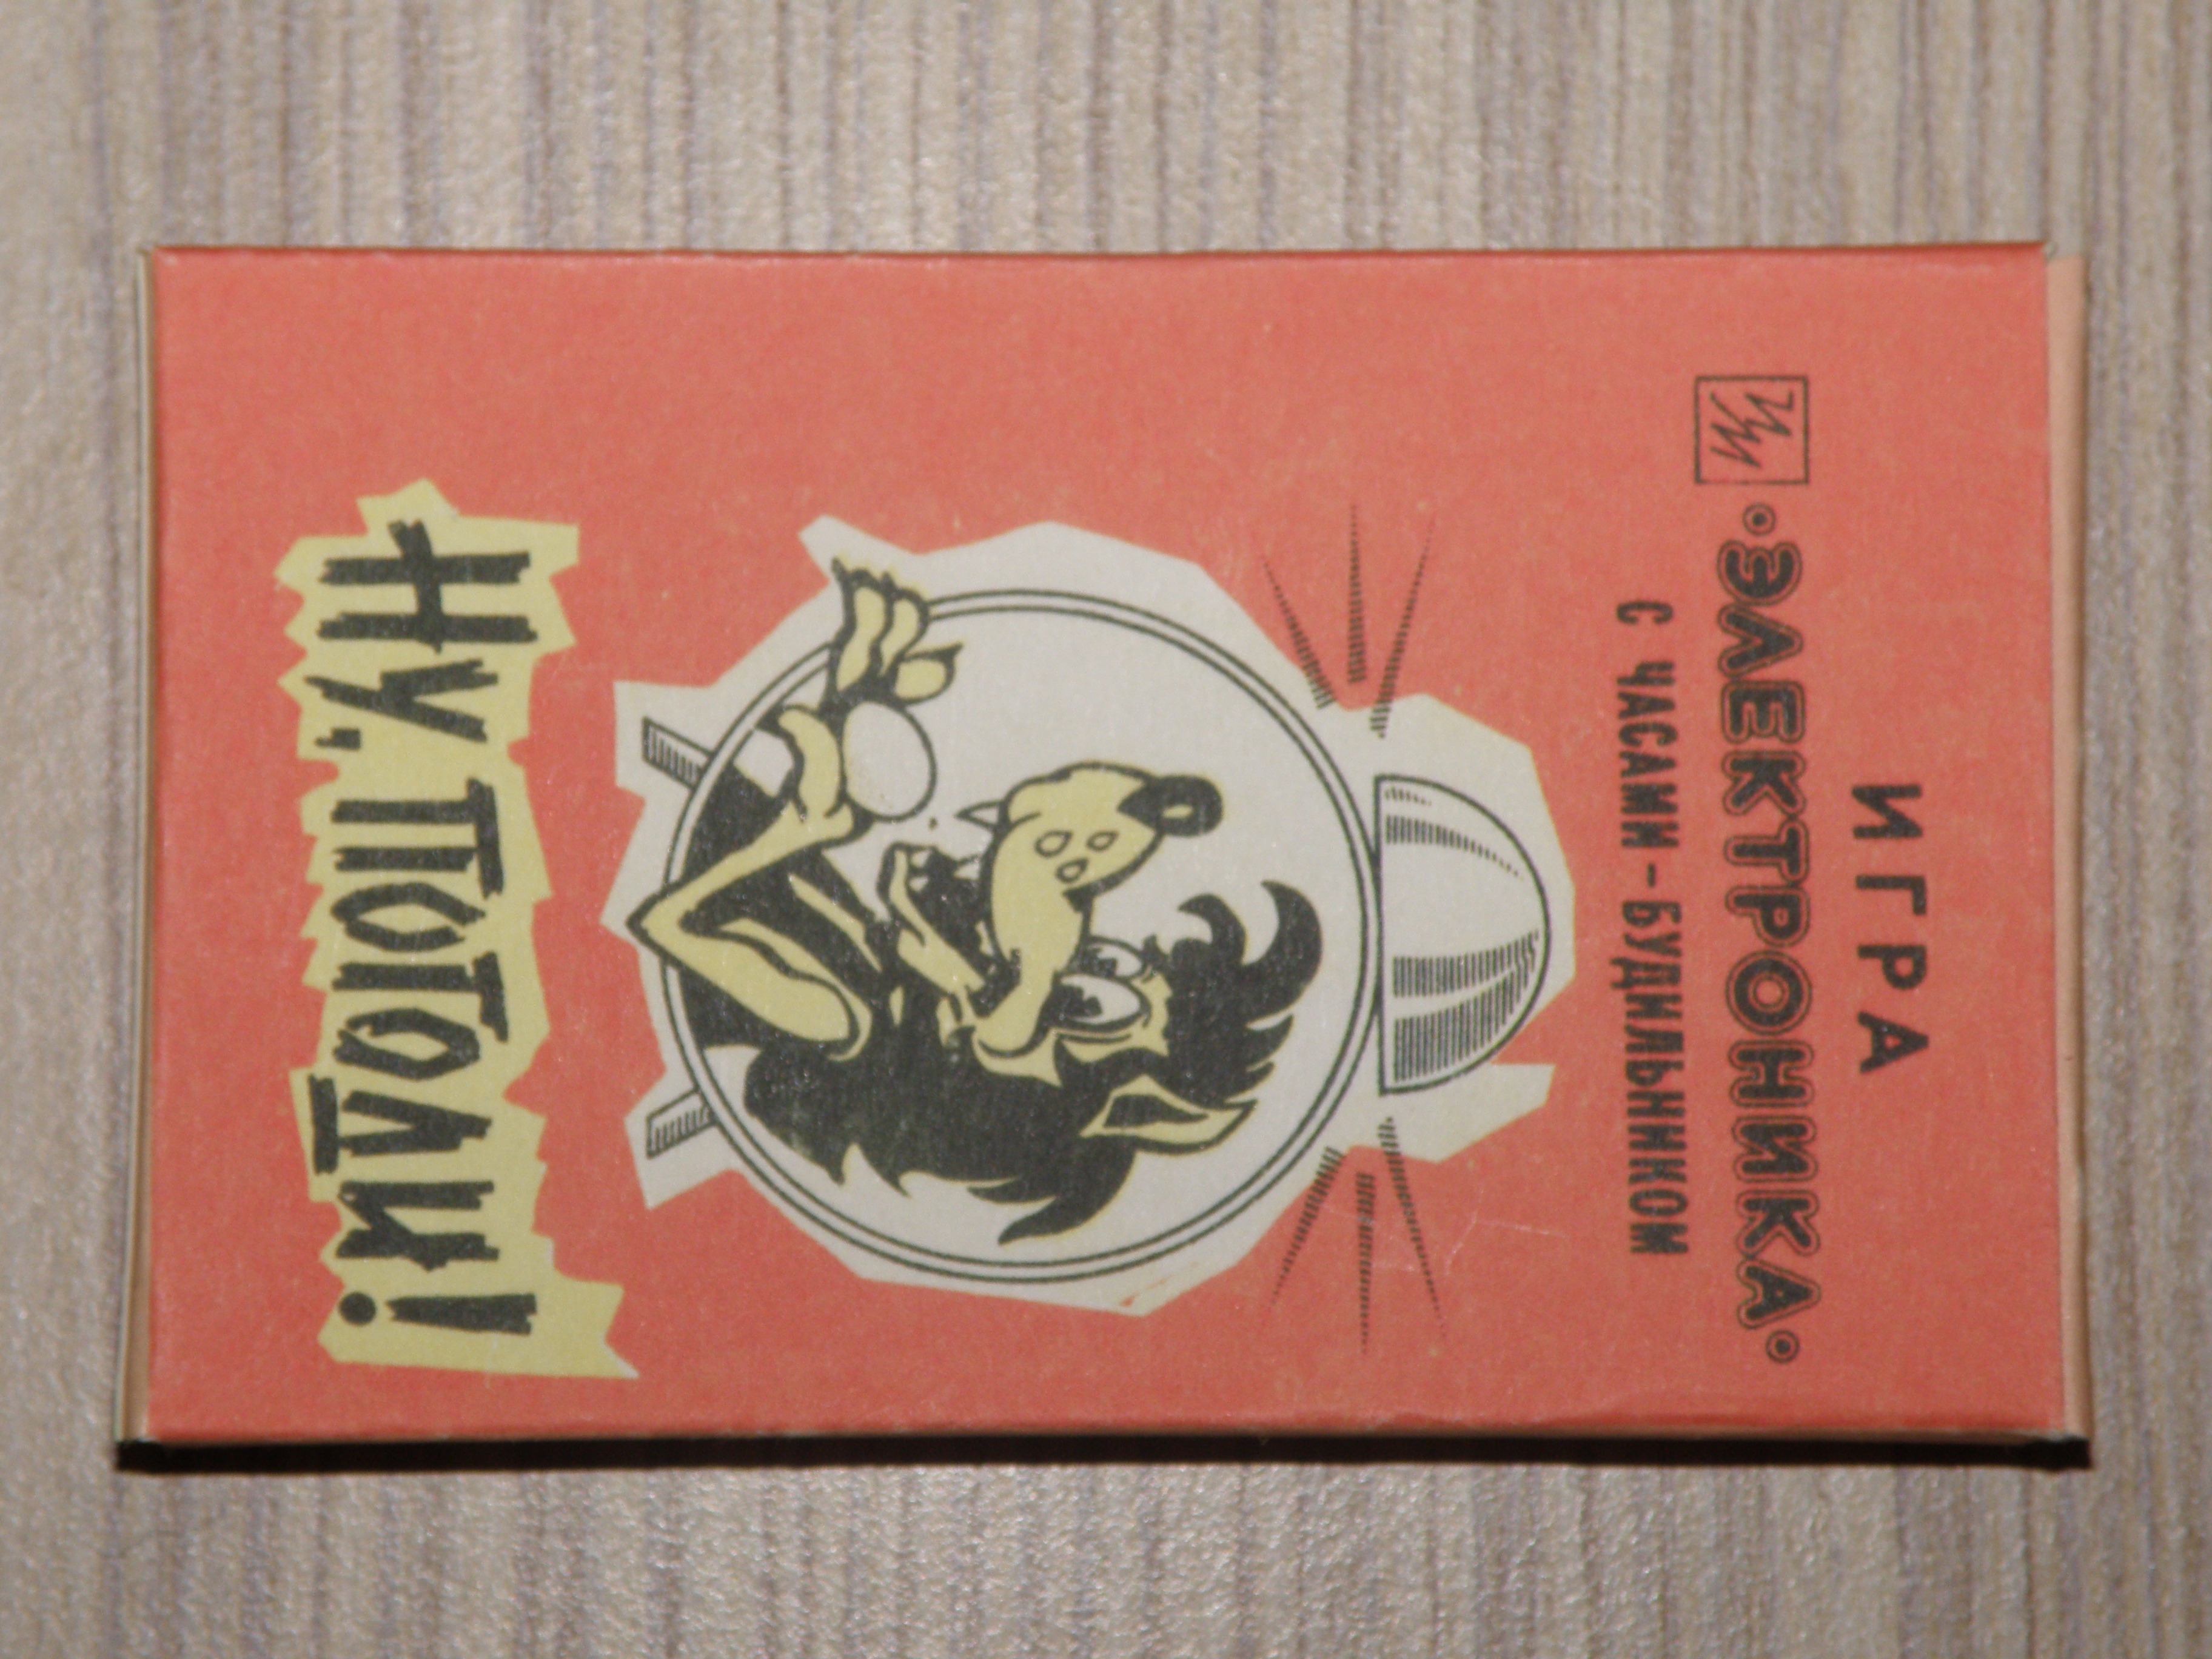 ИГРА
•ЭЛЕКТРОНИКА•
С ЧАСАМИ-БУДИЛЬНИКОМ
НУ, ПОГОДИ!